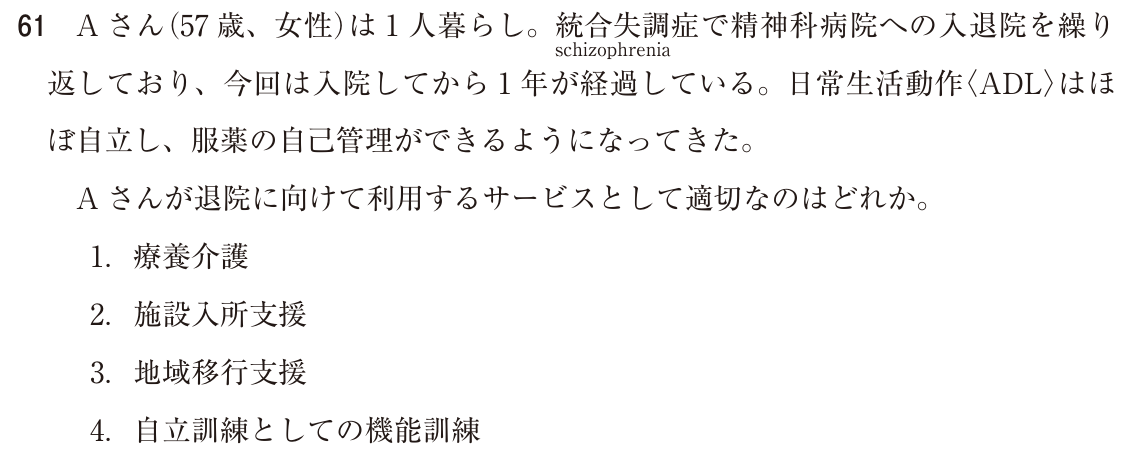 61 Aさん(57歳、女性)は1人暮らし。統合失調症で精神科病院への入退院を繰り
schizophrenia
返しており、今回は入院してから1年が経過している。日常生活動作〈ADL〉はほ
ぼ自立し、服薬の自己管理ができるようになってきた。
Aさんが退院に向けて利用するサービスとして適切なのはどれか。
1. 療養介護
2. 施設入所支援
3. 地域移行支援
4. 自立訓練としての機能訓練